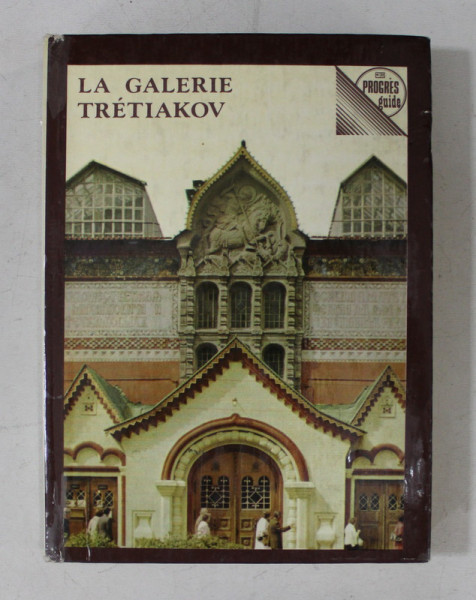 LA GALERIE
TRÉTIAKOV
PROGRÈS
guide